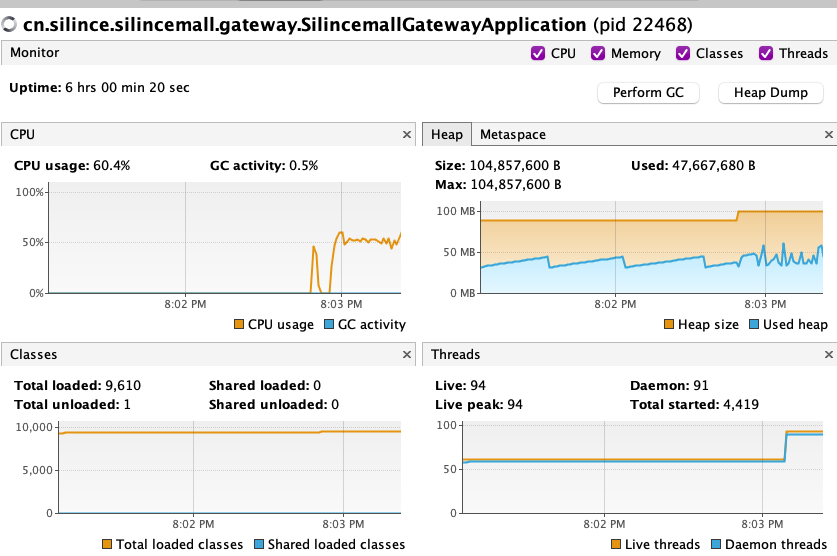 cn.silince.silincemall.gateway.SilincemallGatewayApplication (pid 22468)
Monitor
CPU Memory Classes Threads
Uptime: 6 hrs 00 min 20 sec
Perform GC Heap Dump
CPU ×
CPU usage: 60.4% GC activity: 0.5%
100%
50%
0%
8:02 PM 8:03 PM
CPU usage GC activity
Heap Metaspace ×
Size: 104,857,600 B Used: 47,667,680 B
Max: 104,857,600 B
100 MB
50 MB
0 MB
8:02 PM 8:03 PM
Heap size Used heap
Classes ×
Total loaded: 9,610 Shared loaded: 0
Total unloaded: 1 Shared unloaded: 0
10,000
5,000
0
8:02 PM 8:03 PM
Total loaded classes Shared loaded classes
Threads ×
Live: 94 Daemon: 91
Live peak: 94 Total started: 4,419
100
50
0
8:02 PM 8:03 PM
Live threads Daemon threads